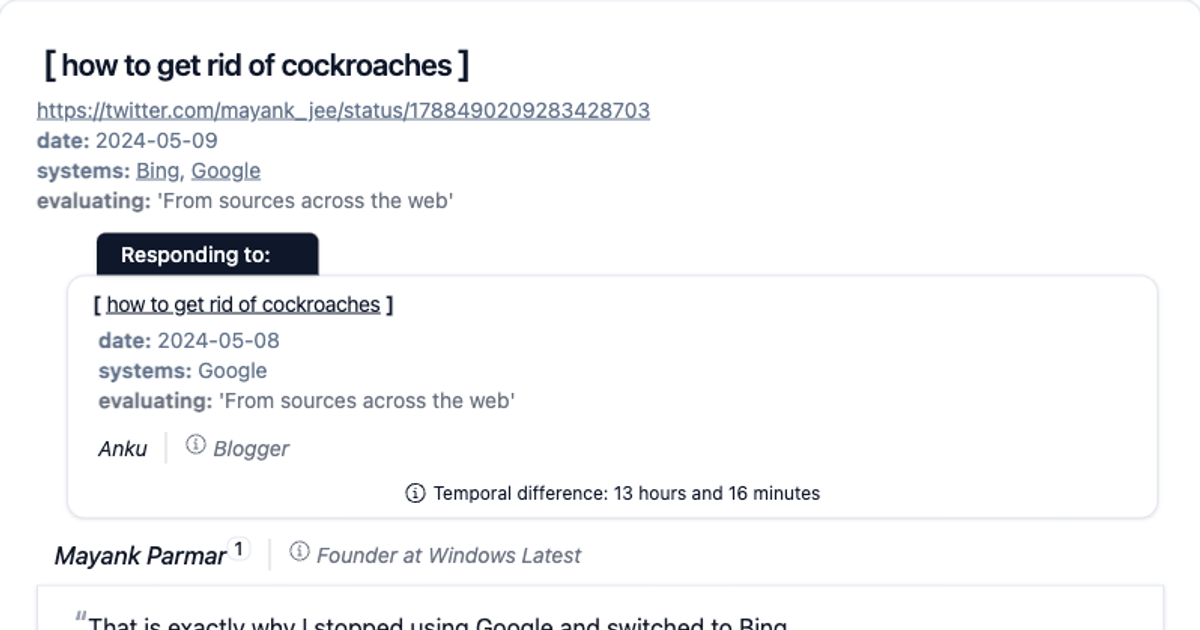 [ how to get rid of cockroaches ]
https://twitter.com/mayank_jee/status/1788490209283428703
date: 2024-05-09
systems: Bing, Google
evaluating: 'From sources across the web'
Responding to:
[ how to get rid of cockroaches ]
date: 2024-05-08
systems: Google
evaluating: 'From sources across the web'
Anku | ⓘ Blogger
ⓘ Temporal difference: 13 hours and 16 minutes
Mayank Parmar 1 | ⓘ Founder at Windows Latest
"That is exactly why I stopped using Google and switched to Bing